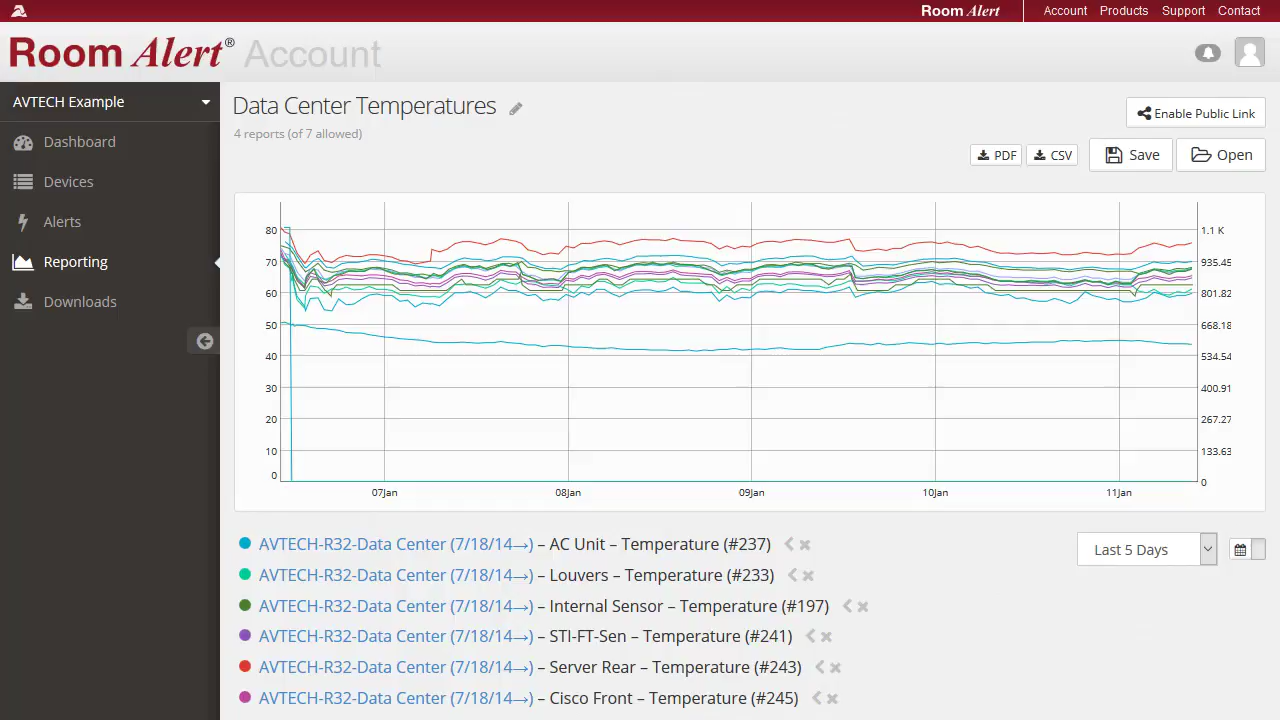 Room Alert
Account Products Support Contact
Room Alert® Account
AVTECH Example
Dashboard
Devices
Alerts
Reporting
Downloads
Data Center Temperatures
4 reports (of 7 allowed)
Enable Public Link
PDF CSV Save Open
80 1.1 K
70 935.45
60 801.82
50 668.18
40 534.54
30 400.91
20 267.27
10 133.63
0 0
07Jan 08Jan 09Jan 10Jan 11Jan
AVTECH-R32-Data Center (7/18/14→) – AC Unit – Temperature (#237)
Last 5 Days
AVTECH-R32-Data Center (7/18/14→) – Louvers – Temperature (#233)
AVTECH-R32-Data Center (7/18/14→) – Internal Sensor – Temperature (#197)
AVTECH-R32-Data Center (7/18/14→) – STI-FT-Sen – Temperature (#241)
AVTECH-R32-Data Center (7/18/14→) – Server Rear – Temperature (#243)
AVTECH-R32-Data Center (7/18/14→) – Cisco Front – Temperature (#245)